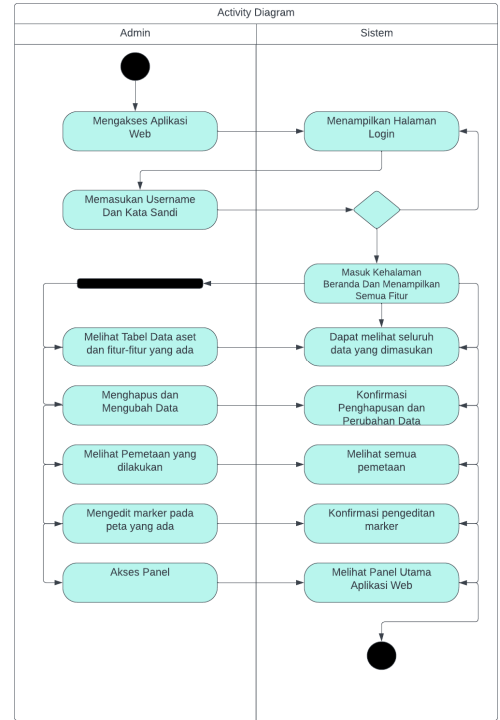 Activity Diagram
Admin
Sistem
Mengakses Aplikasi
Web
Menampilkan Halaman
Login
Memasukan Username
Dan Kata Sandi
Masuk Kehalaman
Beranda Dan Menampilkan
Semua Fitur
Melihat Tabel Data aset
dan fitur-fitur yang ada
Dapat melihat seluruh
data yang dimasukan
Menghapus dan
Mengubah Data
Konfirmasi
Penghapusan dan
Perubahan Data
Melihat Pemetaan yang
dilakukan
Melihat semua
pemetaan
Mengedit marker pada
peta yang ada
Konfirmasi pengeditan
marker
Akses Panel
Melihat Panel Utama
Aplikasi Web